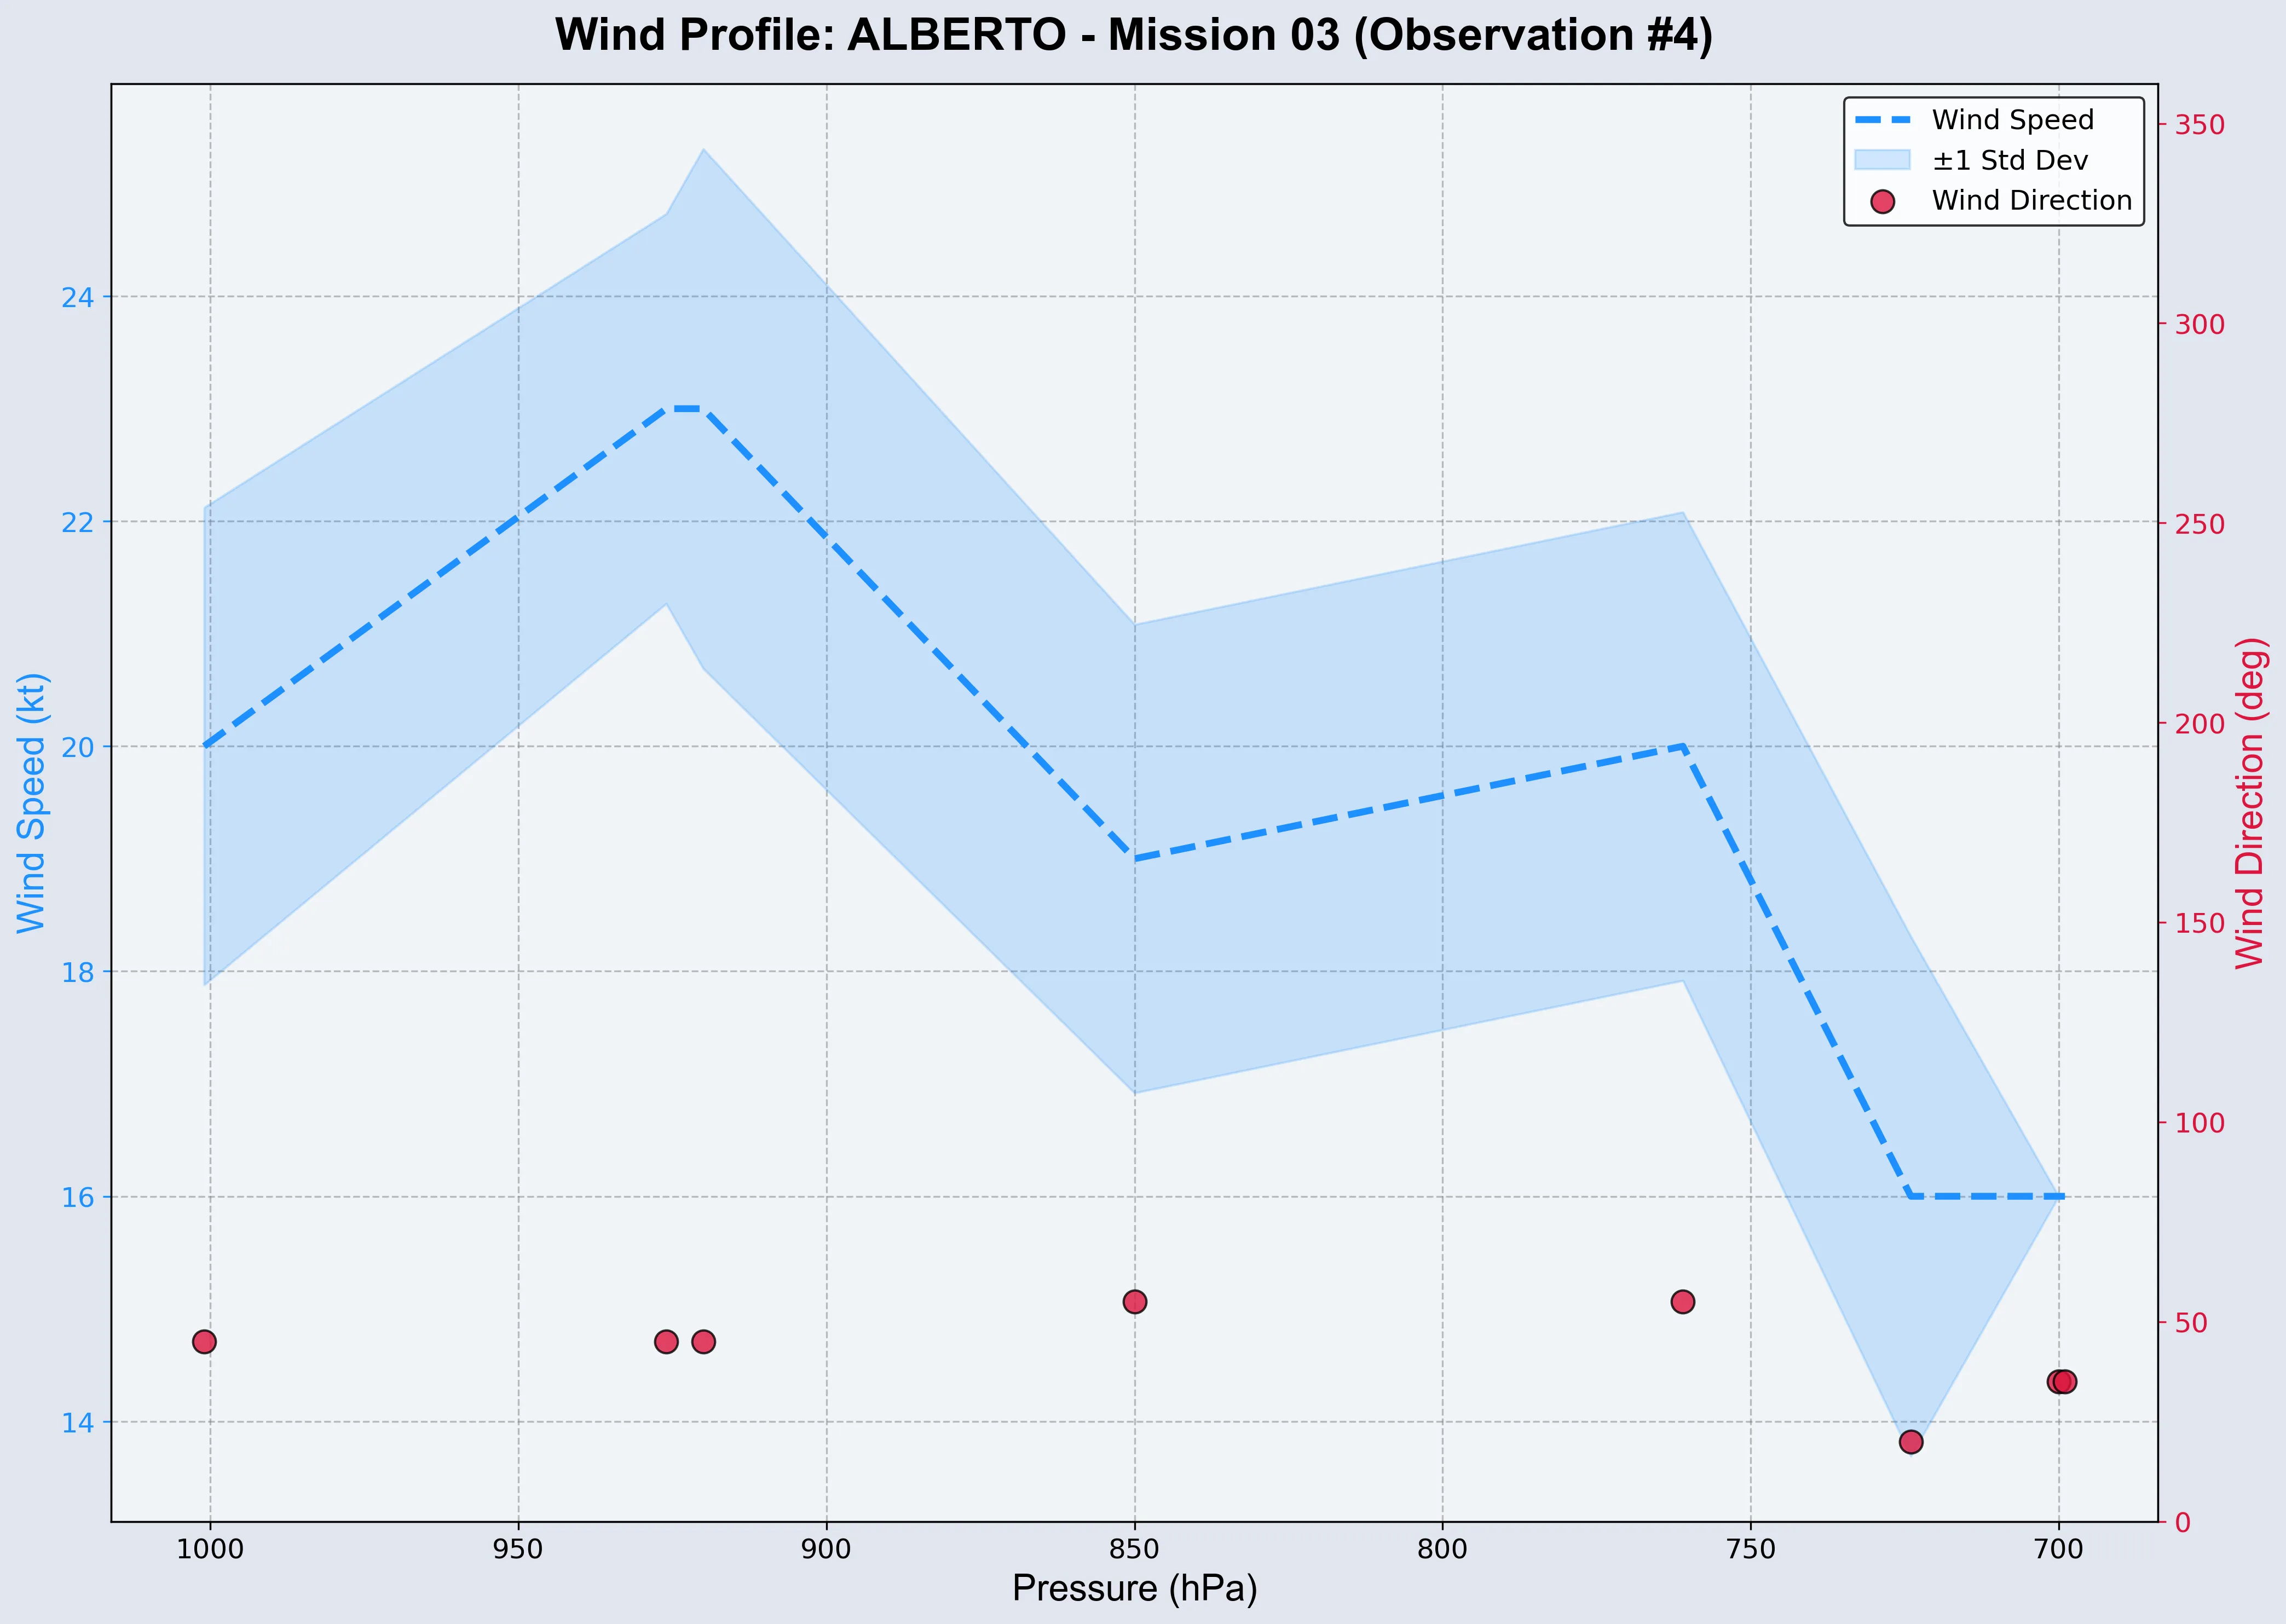 Wind Profile: ALBERTO - Mission 03 (Observation #4)
Wind Speed
±1 Std Dev
Wind Direction
24
22
20
18
16
14
Wind Speed (kt)
350
300
250
200
150
100
50
0
Wind Direction (deg)
1000 950 900 850 800 750 700
Pressure (hPa)